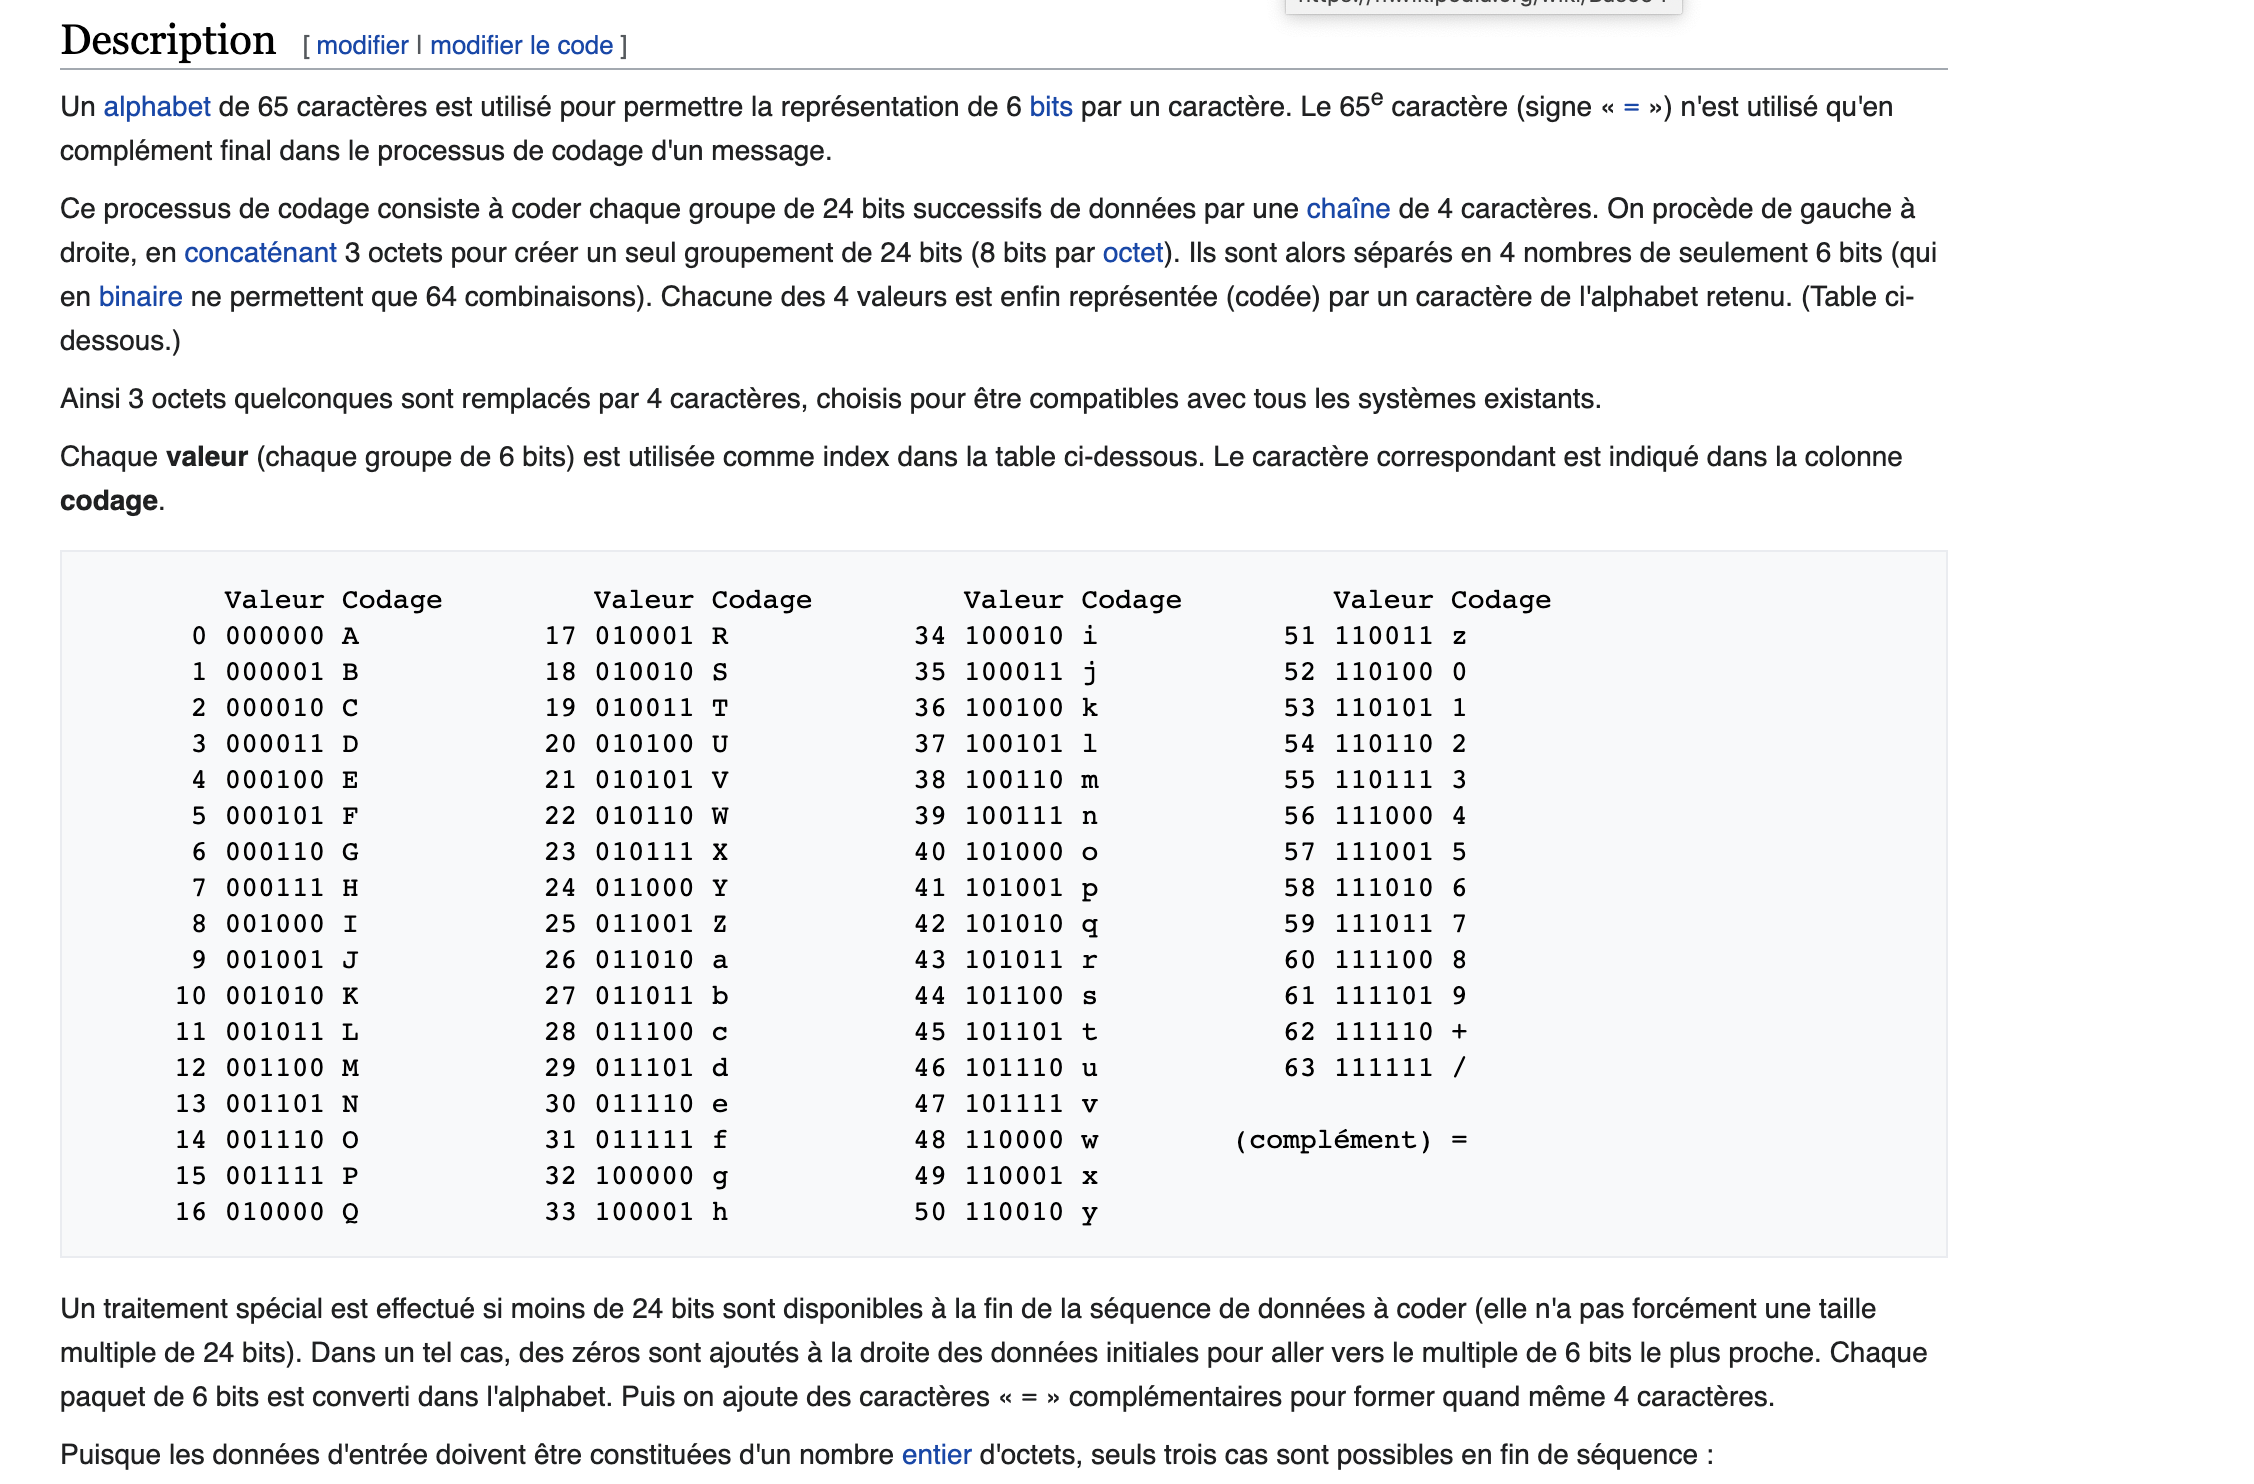 Description [ modifier | modifier le code ]
Un alphabet de 65 caractères est utilisé pour permettre la représentation de 6 bits par un caractère. Le 65e caractère (signe « = ») n'est utilisé qu'en
complément final dans le processus de codage d'un message.
Ce processus de codage consiste à coder chaque groupe de 24 bits successifs de données par une chaîne de 4 caractères. On procède de gauche à
droite, en concaténant 3 octets pour créer un seul groupement de 24 bits (8 bits par octet). Ils sont alors séparés en 4 nombres de seulement 6 bits (qui
en binaire ne permettent que 64 combinaisons). Chacune des 4 valeurs est enfin représentée (codée) par un caractère de l'alphabet retenu. (Table ci-
dessous.)
Ainsi 3 octets quelconques sont remplacés par 4 caractères, choisis pour être compatibles avec tous les systèmes existants.
Chaque valeur (chaque groupe de 6 bits) est utilisée comme index dans la table ci-dessous. Le caractère correspondant est indiqué dans la colonne
codage.
Valeur Codage Valeur Codage Valeur Codage Valeur Codage
0 000000 A 17 010001 R 34 100010 i 51 110011 z
1 000001 B 18 010010 S 35 100011 j 52 110100 0
2 000010 C 19 010011 T 36 100100 k 53 110101 1
3 000011 D 20 010100 U 37 100101 l 54 110110 2
4 000100 E 21 010101 V 38 100110 m 55 110111 3
5 000101 F 22 010110 W 39 100111 n 56 111000 4
6 000110 G 23 010111 X 40 101000 o 57 111001 5
7 000111 H 24 011000 Y 41 101001 p 58 111010 6
8 001000 I 25 011001 Z 42 101010 q 59 111011 7
9 001001 J 26 011010 a 43 101011 r 60 111100 8
10 001010 K 27 011011 b 44 101100 s 61 111101 9
11 001011 L 28 011100 c 45 101101 t 62 111110 +
12 001100 M 29 011101 d 46 101110 u 63 111111 /
13 001101 N 30 011110 e 47 101111 v
14 001110 O 31 011111 f 48 110000 w (complément) =
15 001111 P 32 100000 g 49 110001 x
16 010000 Q 33 100001 h 50 110010 y
Un traitement spécial est effectué si moins de 24 bits sont disponibles à la fin de la séquence de données à coder (elle n'a pas forcément une taille
multiple de 24 bits). Dans un tel cas, des zéros sont ajoutés à la droite des données initiales pour aller vers le multiple de 6 bits le plus proche. Chaque
paquet de 6 bits est converti dans l'alphabet. Puis on ajoute des caractères « = » complémentaires pour former quand même 4 caractères.
Puisque les données d'entrée doivent être constituées d'un nombre entier d'octets, seuls trois cas sont possibles en fin de séquence :